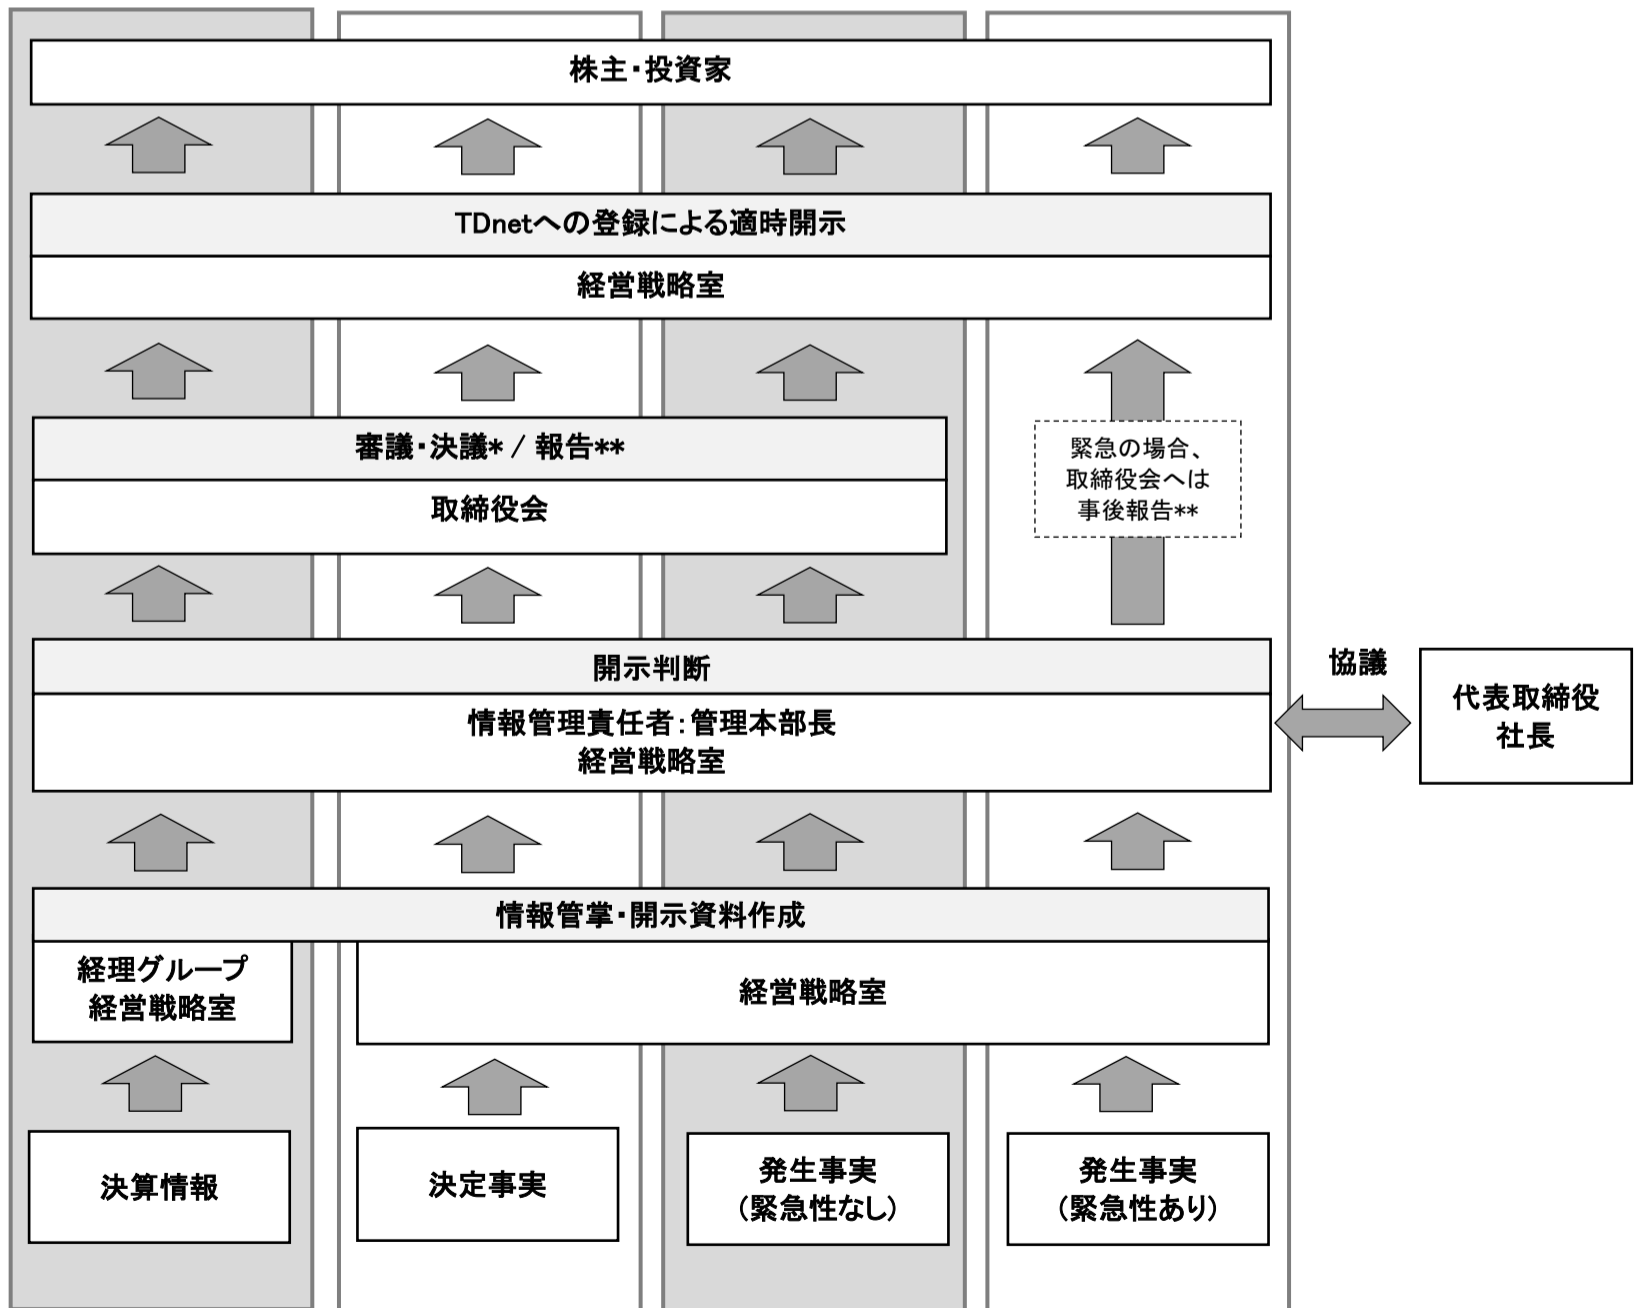 株主・投資家
TDnetへの登録による適時開示
経営戦略室
審議・決議* / 報告**
取締役会
緊急の場合、
取締役会へは
事後報告**
開示判断
情報管理責任者：管理本部長
経営戦略室
協議
代表取締役
社長
情報管掌・開示資料作成
経理グループ
経営戦略室
経営戦略室
決算情報
決定事実
発生事実
（緊急性なし）
発生事実
（緊急性あり）